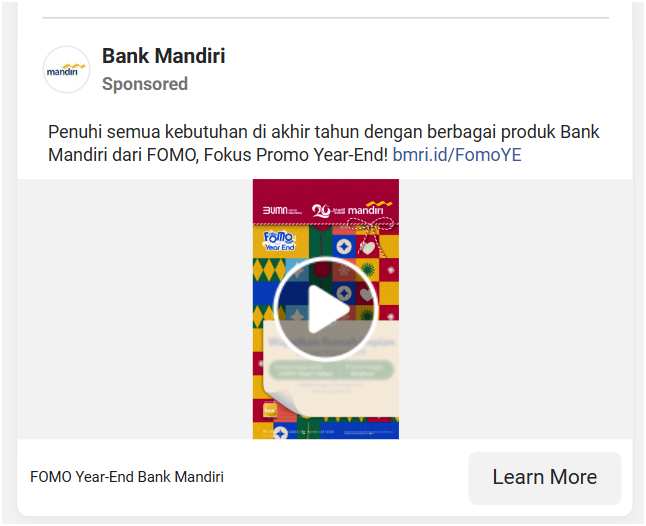 Bank Mandiri
mandiri
Sponsored
Penuhi semua kebutuhan di akhir tahun dengan berbagai produk Bank
Mandiri dari FOMO, Fokus Promo Year-End! bmri.id/FomoYE
BUMN
mandiri
FOMO
Year End
FOMO Year-End Bank Mandiri
Learn More